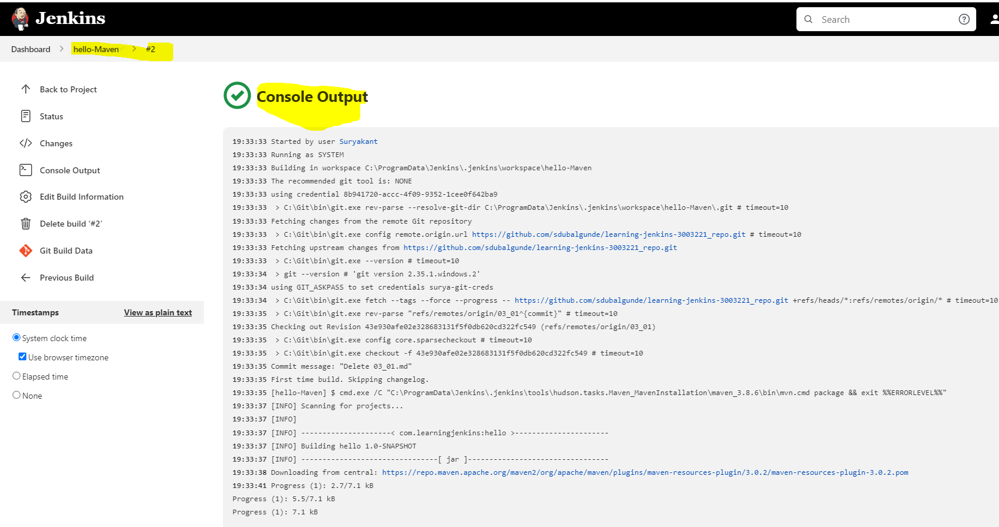 Jenkins
Search
Dashboard > hello-Maven > #2
Back to Project
Status
Changes
Console Output
Edit Build Information
Delete build ‘#2’
Git Build Data
Previous Build
Timestamps View as plain text
System clock time
Use browser timezone
Elapsed time
None
Console Output
19:33:33 Started by user Suryakant
19:33:33 Running as SYSTEM
19:33:33 Building in workspace C:\ProgramData\Jenkins\.jenkins\workspace\hello-Maven
19:33:33 The recommended git tool is: NONE
19:33:33 using credential 8b941720-accc-4f09-9352-1cee0f642ba9
19:33:33  > C:\Git\bin\git.exe rev-parse --resolve-git-dir C:\ProgramData\Jenkins\.jenkins\workspace\hello-Maven\.git # timeout=10
19:33:33 Fetching changes from the remote Git repository
19:33:33  > C:\Git\bin\git.exe config remote.origin.url https://github.com/sdubalgunde/learning-jenkins-3003221_repo.git # timeout=10
19:33:33 Fetching upstream changes from https://github.com/sdubalgunde/learning-jenkins-3003221_repo.git
19:33:33  > C:\Git\bin\git.exe --version # timeout=10
19:33:34  > git --version # 'git version 2.35.1.windows.2'
19:33:34 using GIT_ASKPASS to set credentials surya-git-creds
19:33:34  > C:\Git\bin\git.exe fetch --tags --force --progress -- https://github.com/sdubalgunde/learning-jenkins-3003221_repo.git +refs/heads/*:refs/remotes/origin/* # timeout=10
19:33:35  > C:\Git\bin\git.exe rev-parse "refs/remotes/origin/03_01^{commit}" # timeout=10
19:33:35 Checking out Revision 43e930afe02e328683131f5f0db620cd322fc549 (refs/remotes/origin/03_01)
19:33:35  > C:\Git\bin\git.exe config core.sparsecheckout # timeout=10
19:33:35  > C:\Git\bin\git.exe checkout -f 43e930afe02e328683131f5f0db620cd322fc549 # timeout=10
19:33:35 Commit message: "Delete 03_01.md"
19:33:35 First time build. Skipping changelog.
19:33:35 [hello-Maven] $ cmd.exe /C "C:\ProgramData\Jenkins\.jenkins\tools\hudson.tasks.Maven_MavenInstallation\maven_3.8.6\bin\mvn.cmd package && exit %%ERRORLEVEL%%"
19:33:37 [INFO] Scanning for projects...
19:33:37 [INFO]
19:33:37 [INFO] ---------------------< com.learningjenkins:hello >----------------------
19:33:37 [INFO] Building hello 1.0-SNAPSHOT
19:33:37 [INFO] --------------------------------[ jar ]---------------------------------
19:33:38 Downloading from central: https://repo.maven.apache.org/maven2/org/apache/maven/plugins/maven-resources-plugin/3.0.2/maven-resources-plugin-3.0.2.pom
19:33:41 Progress (1): 2.7/7.1 kB
Progress (1): 5.5/7.1 kB
Progress (1): 7.1 kB